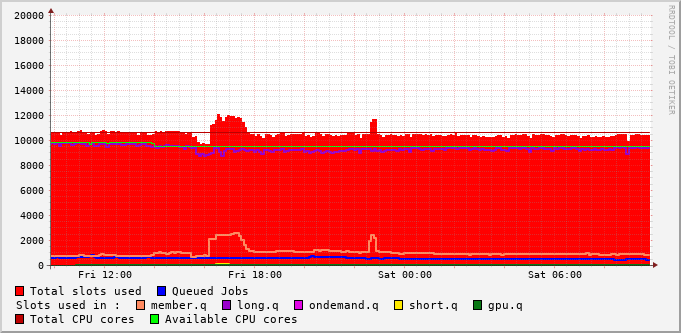 20000
18000
16000
14000
12000
10000
8000
6000
4000
2000
0
Fri 12:00 Fri 18:00 Sat 00:00 Sat 06:00
RRDTOOL / TOBI OETIKER
Total slots used Queued Jobs
Slots used in : member.q long.q ondemand.q short.q gpu.q
Total CPU cores Available CPU cores